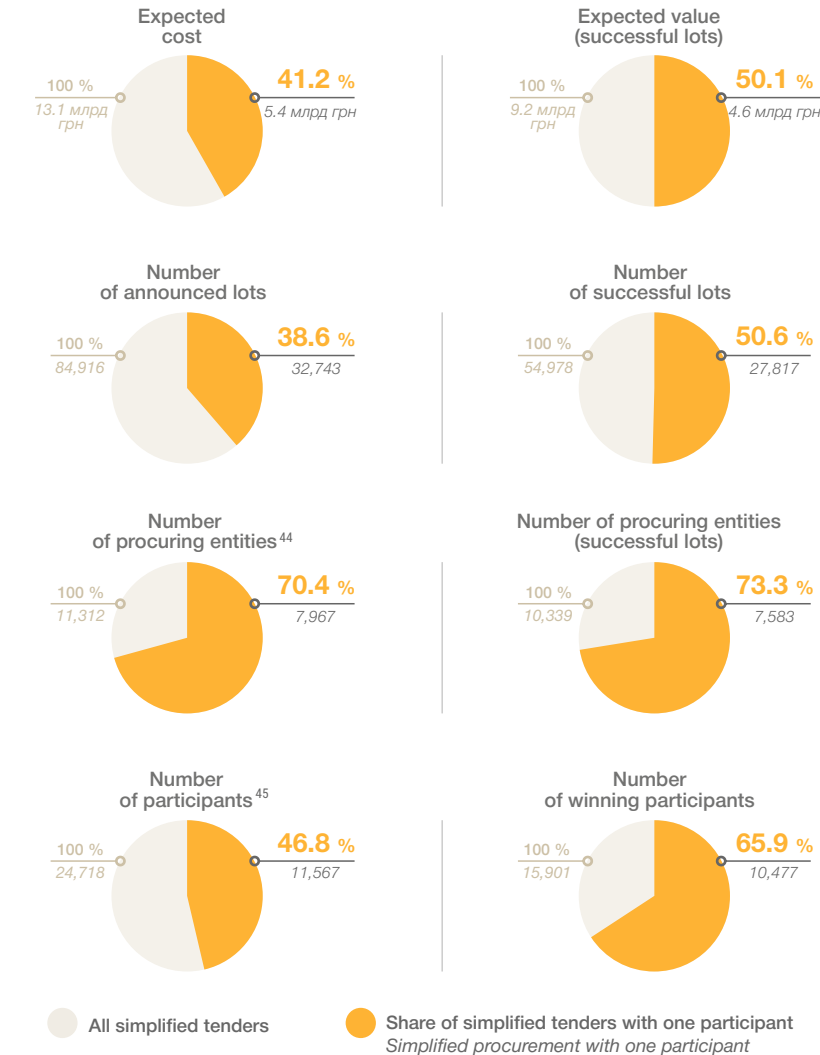 Expected
cost
100 %
13.1 млрд
грн
41.2 %
5.4 млрд грн
Expected value
(successful lots)
100 %
9.2 млрд
грн
50.1 %
4.6 млрд грн
Number
of announced lots
100 %
84,916
38.6 %
32,743
Number
of successful lots
100 %
54,978
50.6 %
27,817
Number
of procuring entities 44
100 %
11,312
70.4 %
7,967
Number of procuring entities
(successful lots)
100 %
10,339
73.3 %
7,583
Number
of participants 45
100 %
24,718
46.8 %
11,567
Number
of winning participants
100 %
15,901
65.9 %
10,477
All simplified tenders
Share of simplified tenders with one participant
Simplified procurement with one participant